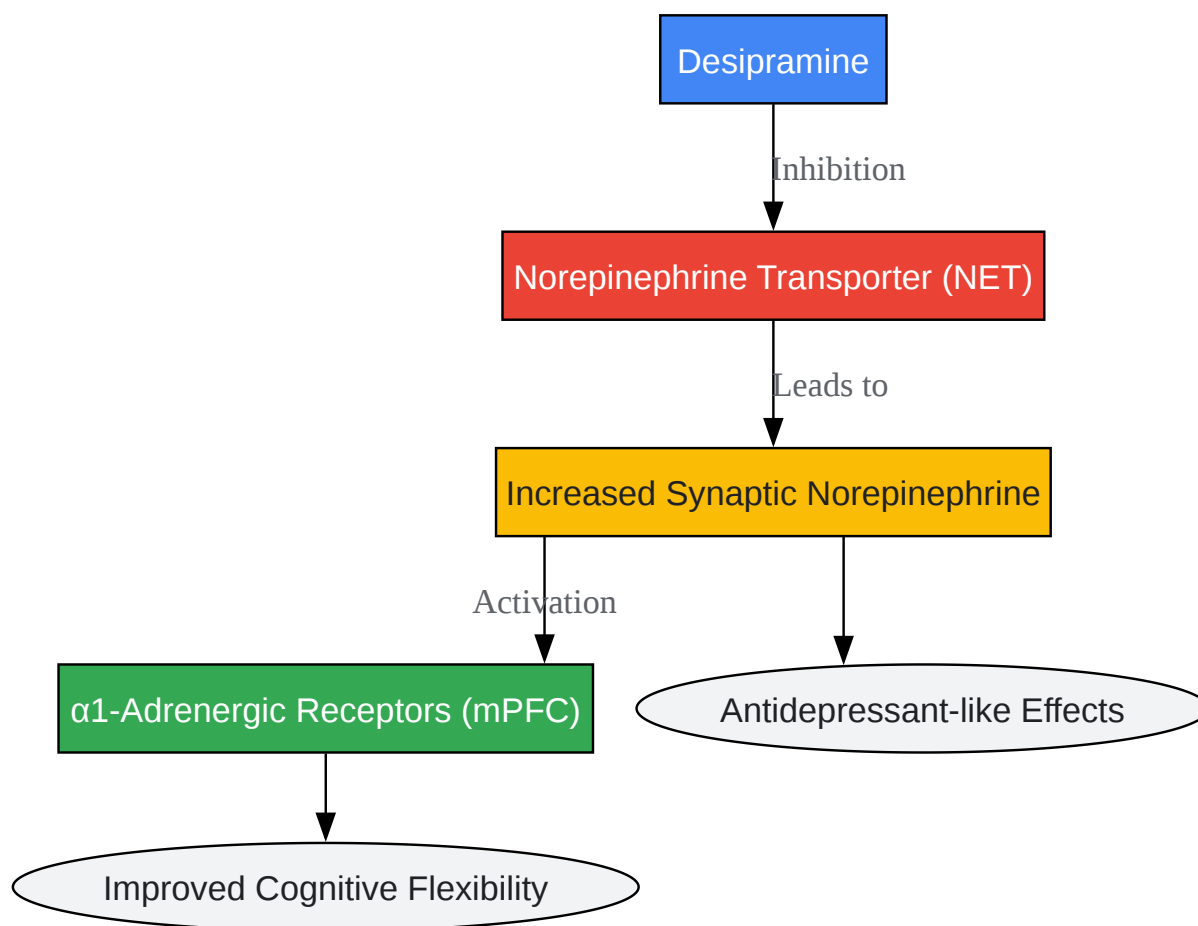 Desipramine
Inhibition
Norepinephrine Transporter (NET)
Leads to
Increased Synaptic Norepinephrine
Activation
α1-Adrenergic Receptors (mPFC)
Antidepressant-like Effects
Improved Cognitive Flexibility